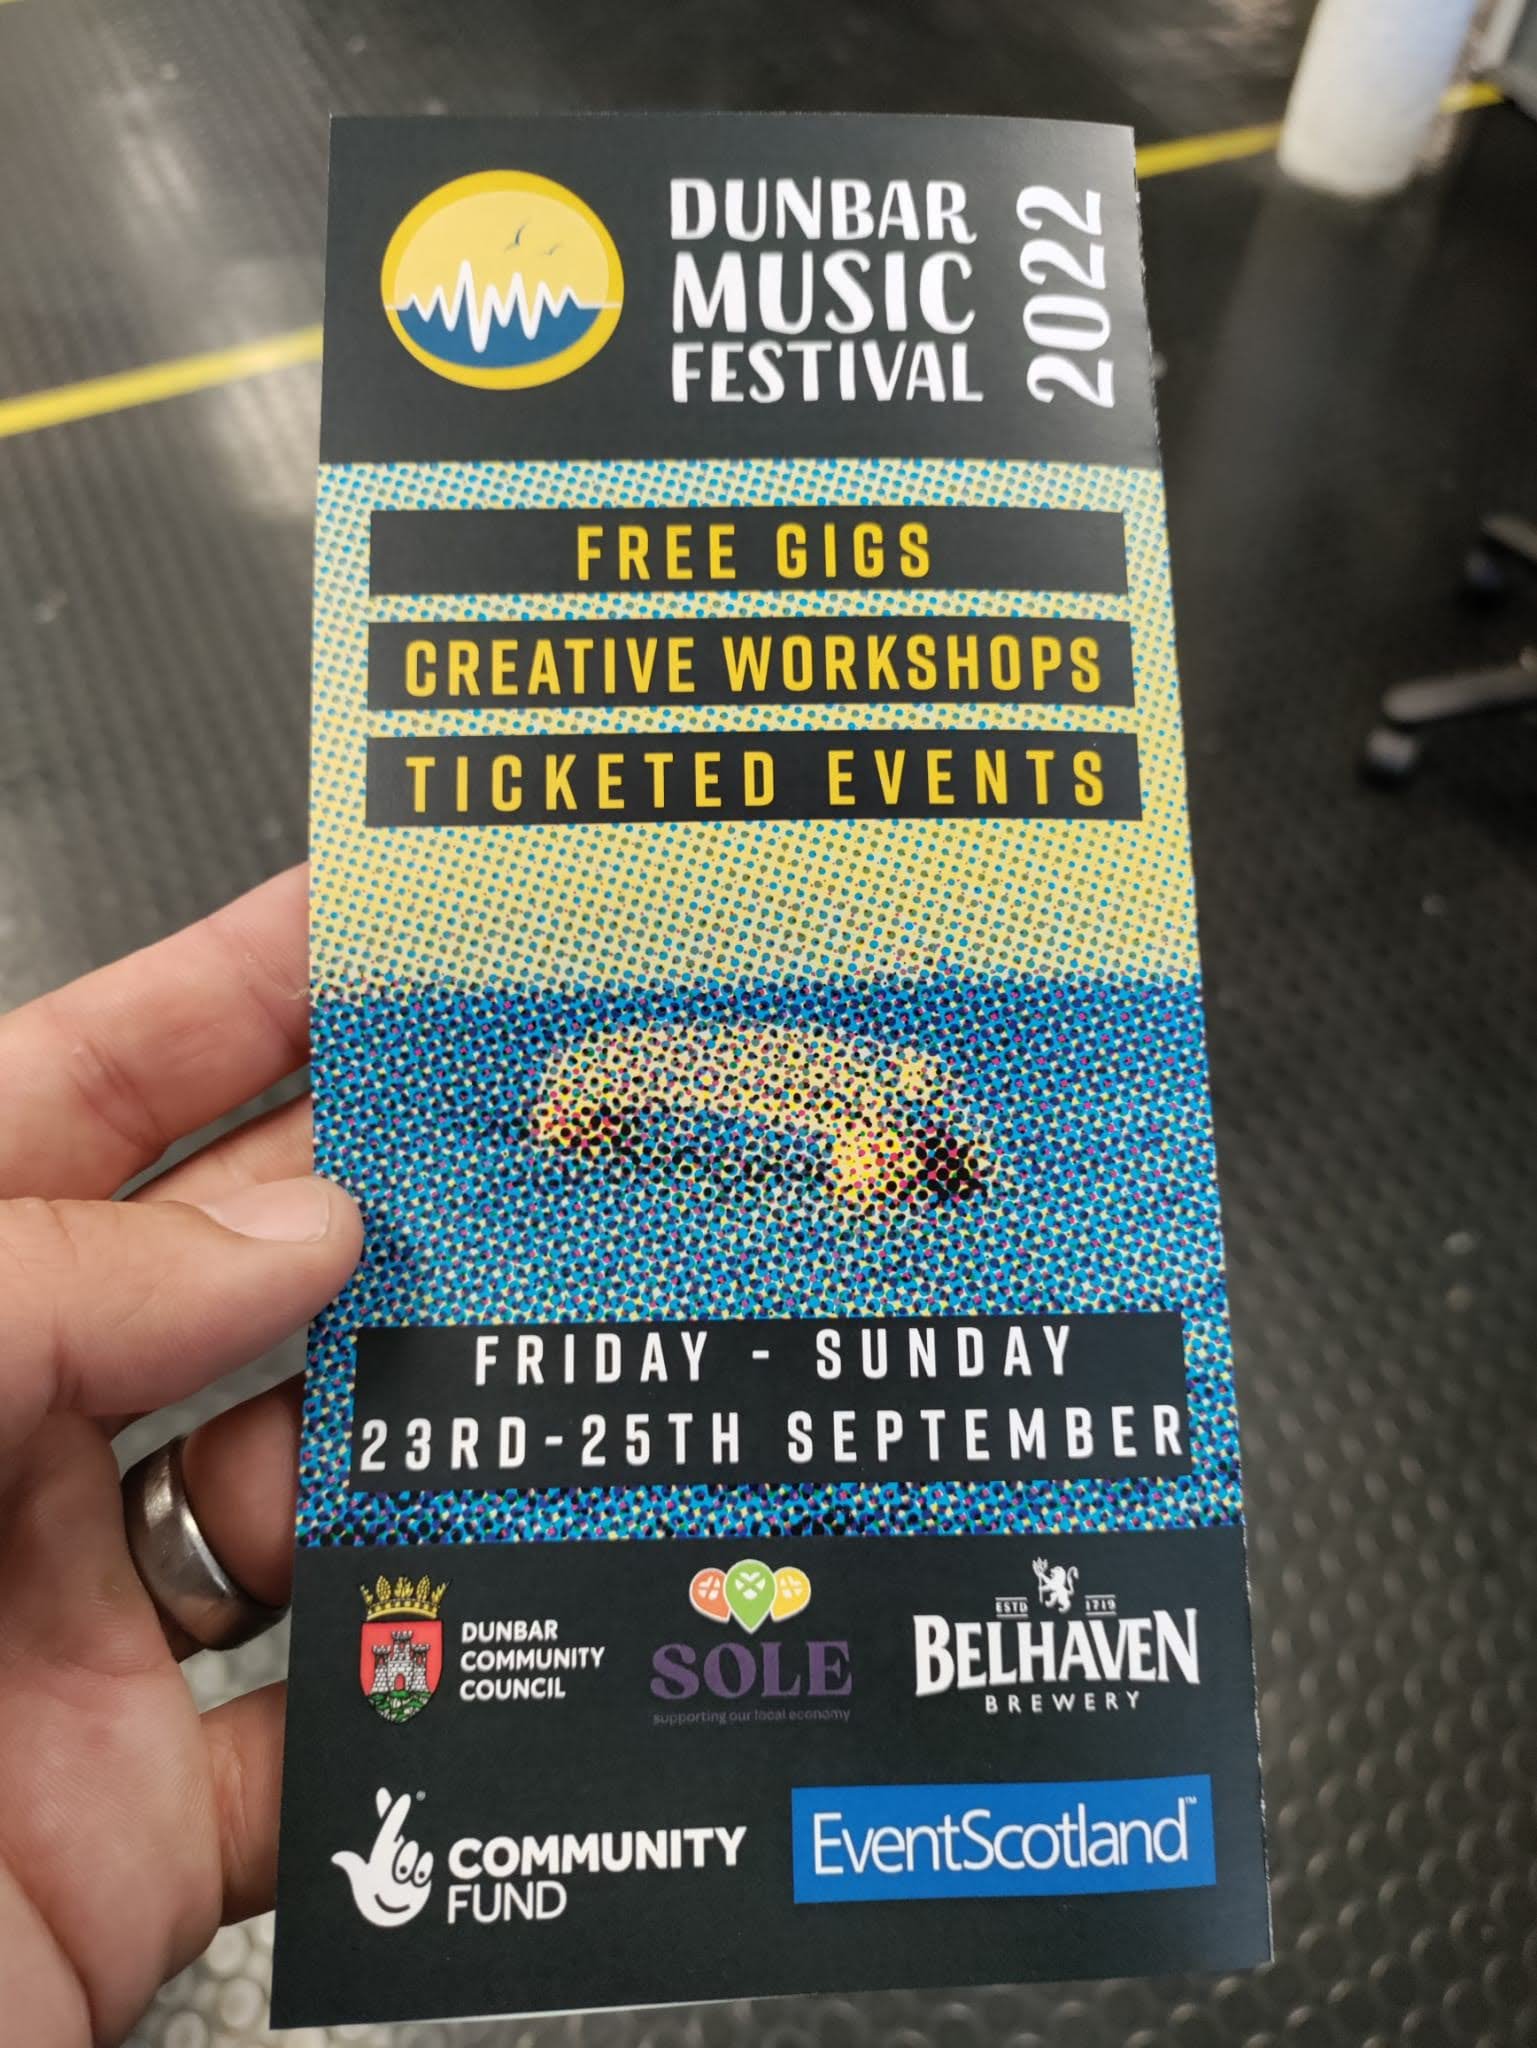 DUNBAR
MUSIC
FESTIVAL
2022
FREE GIGS
CREATIVE WORKSHOPS
TICKETED EVENTS
FRIDAY - SUNDAY
23RD-25TH SEPTEMBER
DUNBAR
COMMUNITY
COUNCIL
SOLE
supporting our local economy
ESTD 1719
BELHAVEN
BREWERY
COMMUNITY
FUND
EventScotland™